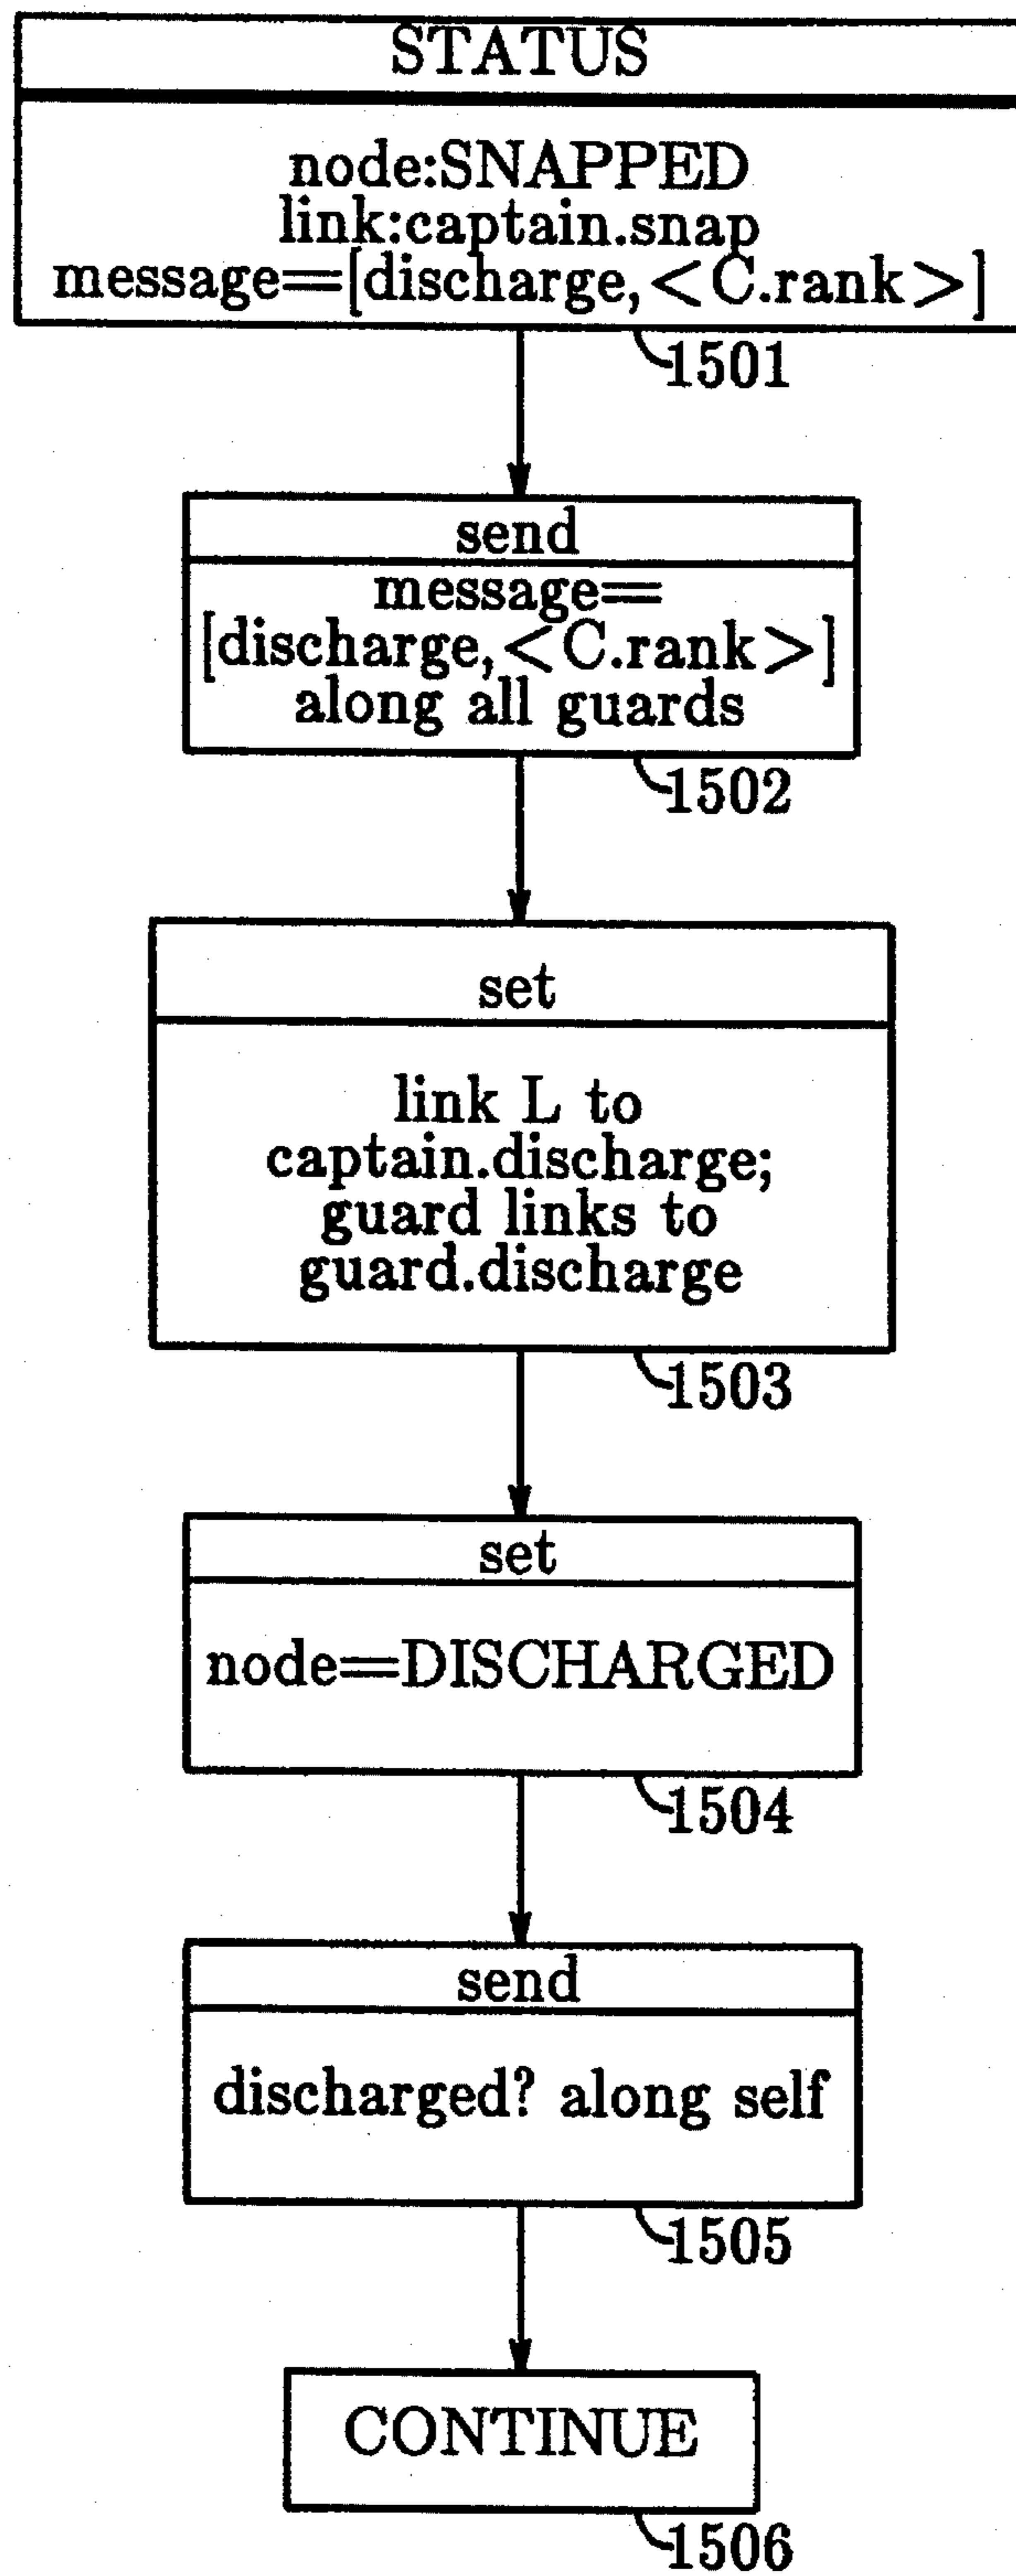 STATUS
node:SNAPPED
link:captain.snap
message=[discharge,<C.rank>]
1501
send
message=
[discharge,<C.rank>]
along all guards
1502
set
link L to
captain.discharge;
guard links to
guard.discharge
1503
set
node=DISCHARGED
1504
send
discharged? along self
1505
CONTINUE
1506